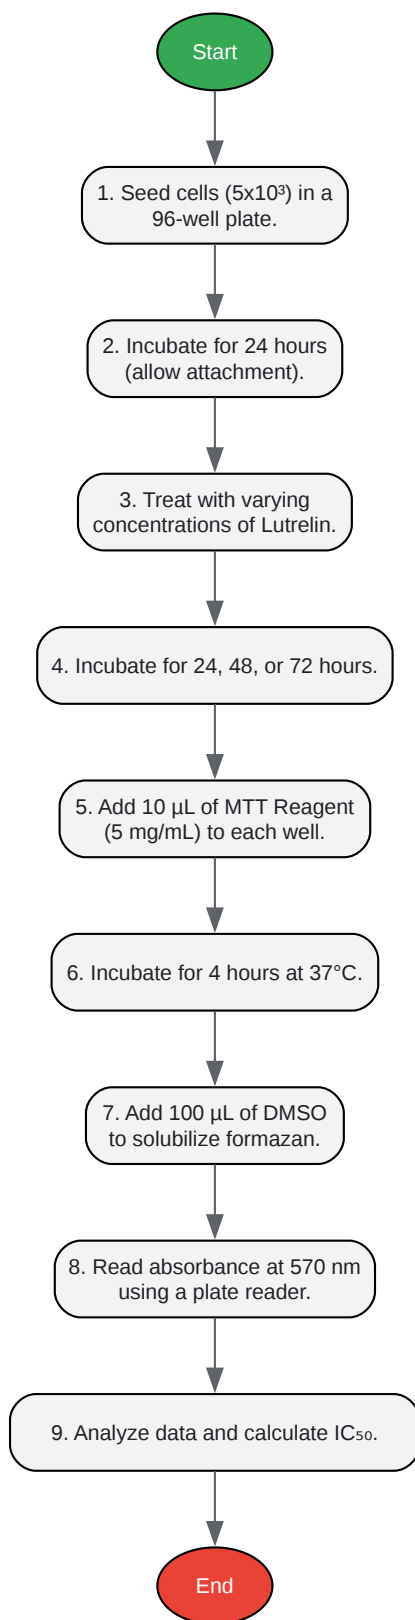 Start
1. Seed cells (5x10³) in a
96-well plate.
2. Incubate for 24 hours
(allow attachment).
3. Treat with varying
concentrations of Lutrelin.
4. Incubate for 24, 48, or 72 hours.
5. Add 10 µL of MTT Reagent
(5 mg/mL) to each well.
6. Incubate for 4 hours at 37°C.
7. Add 100 µL of DMSO
to solubilize formazan.
8. Read absorbance at 570 nm
using a plate reader.
9. Analyze data and calculate IC₅₀.
End